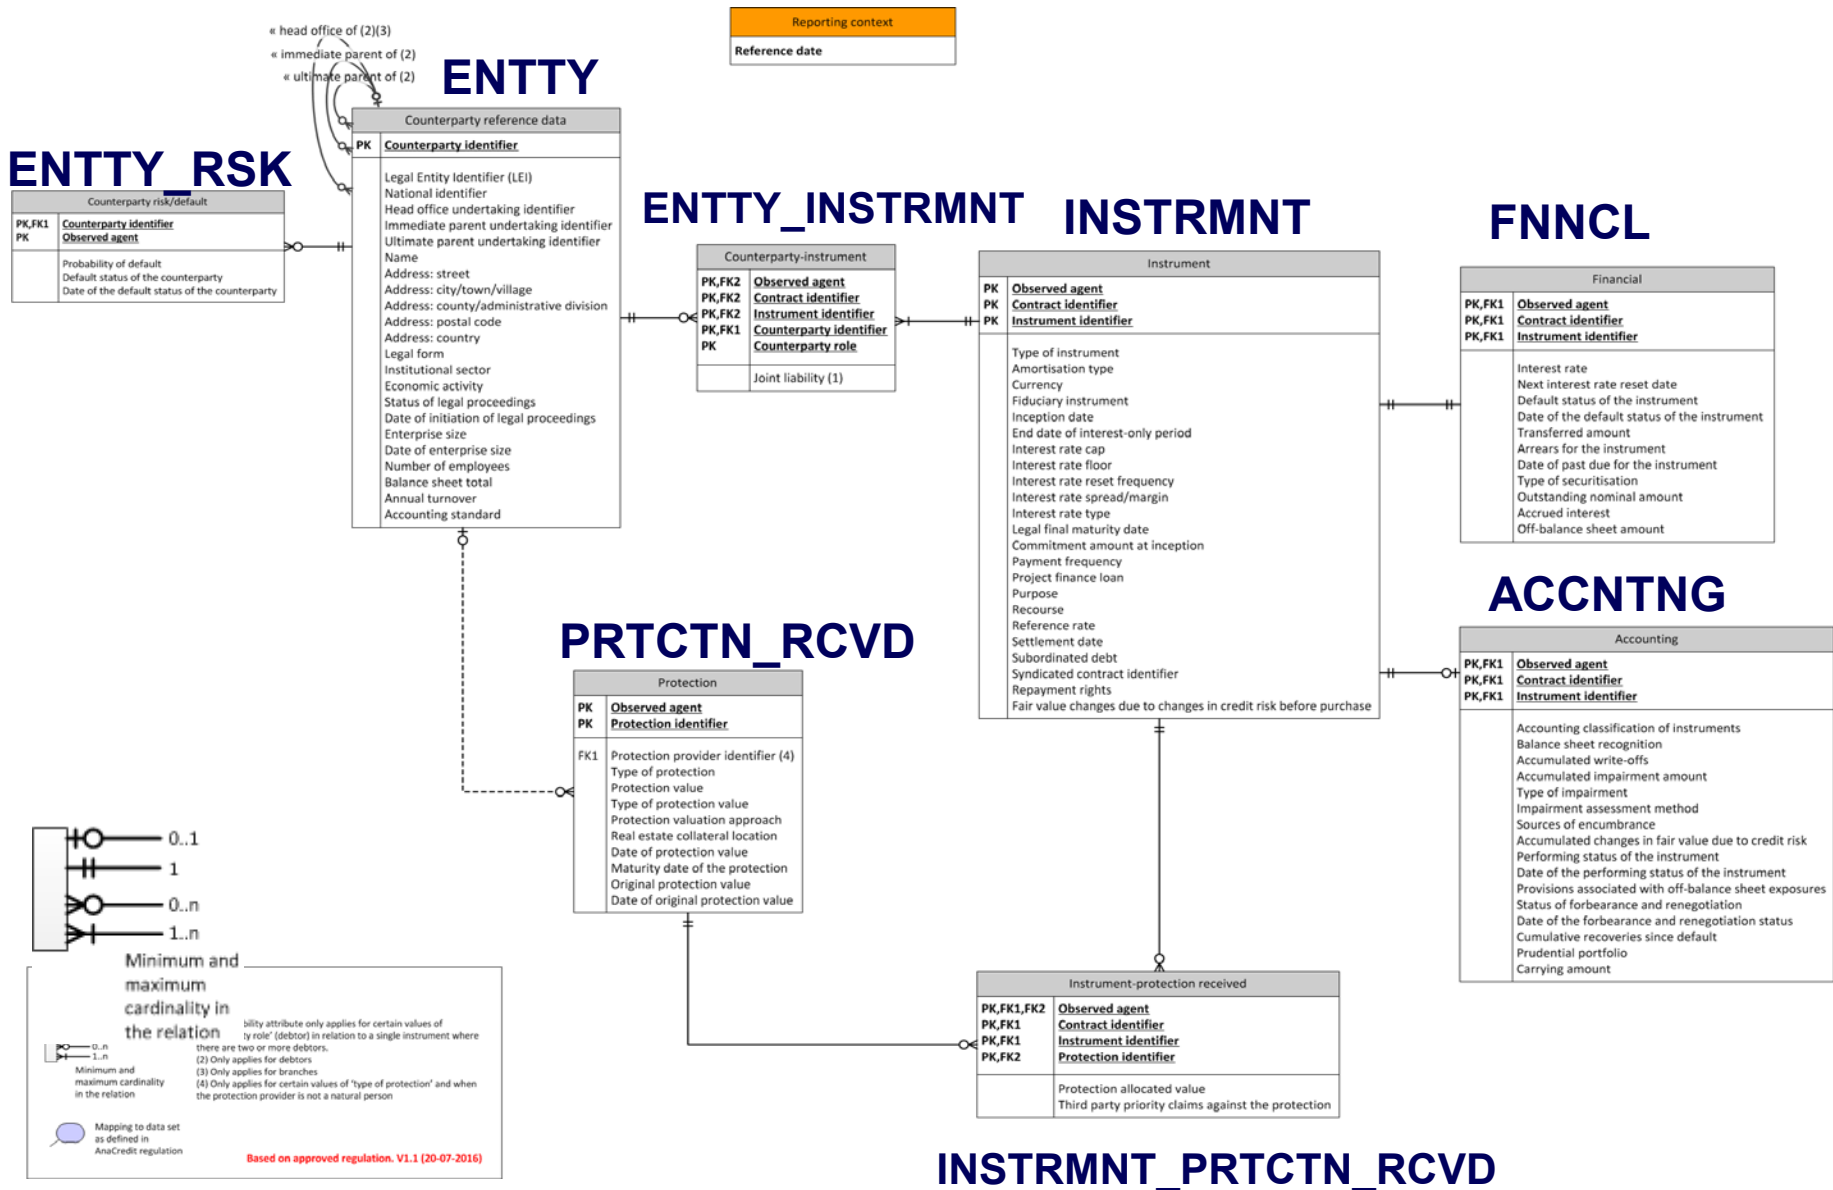 Reporting context
Reference date
« head office of (2)(3)
« immediate parent of (2)
« ultimate parent of (2)
ENTTY
Counterparty reference data
PK Counterparty identifier
Legal Entity Identifier (LEI)
National identifier
Head office undertaking identifier
Immediate parent undertaking identifier
Ultimate parent undertaking identifier
Name
Address: street
Address: city/town/village
Address: county/administrative division
Address: postal code
Address: country
Legal form
Institutional sector
Economic activity
Status of legal proceedings
Date of initiation of legal proceedings
Enterprise size
Date of enterprise size
Number of employees
Balance sheet total
Annual turnover
Accounting standard
ENTTY_RSK
Counterparty risk/default
PK,FK1 Counterparty identifier
PK Observed agent
Probability of default
Default status of the counterparty
Date of the default status of the counterparty
ENTTY_INSTRMNT
Counterparty-instrument
PK,FK2 Observed agent
PK,FK2 Contract identifier
PK,FK2 Instrument identifier
PK,FK1 Counterparty identifier
PK Counterparty role
Joint liability (1)
INSTRMNT
Instrument
PK Observed agent
PK Contract identifier
PK Instrument identifier
Type of instrument
Amortisation type
Currency
Fiduciary instrument
Inception date
End date of interest-only period
Interest rate cap
Interest rate floor
Interest rate reset frequency
Interest rate spread/margin
Interest rate type
Legal final maturity date
Commitment amount at inception
Payment frequency
Project finance loan
Purpose
Recourse
Reference rate
Settlement date
Subordinated debt
Syndicated contract identifier
Repayment rights
Fair value changes due to changes in credit risk before purchase
FNNCL
Financial
PK,FK1 Observed agent
PK,FK1 Contract identifier
PK,FK1 Instrument identifier
Interest rate
Next interest rate reset date
Default status of the instrument
Date of the default status of the instrument
Transferred amount
Arrears for the instrument
Date of past due for the instrument
Type of securitisation
Outstanding nominal amount
Accrued interest
Off-balance sheet amount
ACCNTNG
Accounting
PK,FK1 Observed agent
PK,FK1 Contract identifier
PK,FK1 Instrument identifier
Accounting classification of instruments
Balance sheet recognition
Accumulated write-offs
Accumulated impairment amount
Type of impairment
Impairment assessment method
Sources of encumbrance
Accumulated changes in fair value due to credit risk
Performing status of the instrument
Date of the performing status of the instrument
Provisions associated with off-balance sheet exposures
Status of forbearance and renegotiation
Date of the forbearance and renegotiation status
Cumulative recoveries since default
Prudential portfolio
Carrying amount
PRTCTN_RCVD
Protection
PK Observed agent
PK Protection identifier
FK1 Protection provider identifier (4)
Type of protection
Protection value
Type of protection value
Protection valuation approach
Real estate collateral location
Date of protection value
Maturity date of the protection
Original protection value
Date of original protection value
Instrument-protection received
PK,FK1,FK2 Observed agent
PK,FK1 Contract identifier
PK,FK1 Instrument identifier
PK,FK2 Protection identifier
Protection allocated value
Third party priority claims against the protection
INSTRMNT_PRTCTN_RCVD
0..1
1
0..n
1..n
Minimum and
maximum
cardinality in
the relation
bility attribute only applies for certain values of
ty role' (debtor) in relation to a single instrument where
there are two or more debtors.
(2) Only applies for debtors
(3) Only applies for branches
(4) Only applies for certain values of 'type of protection' and when
the protection provider is not a natural person
0..n
1..n
Minimum and
maximum cardinality
in the relation
Mapping to data set
as defined in
AnaCredit regulation
Based on approved regulation. V1.1 (20-07-2016)